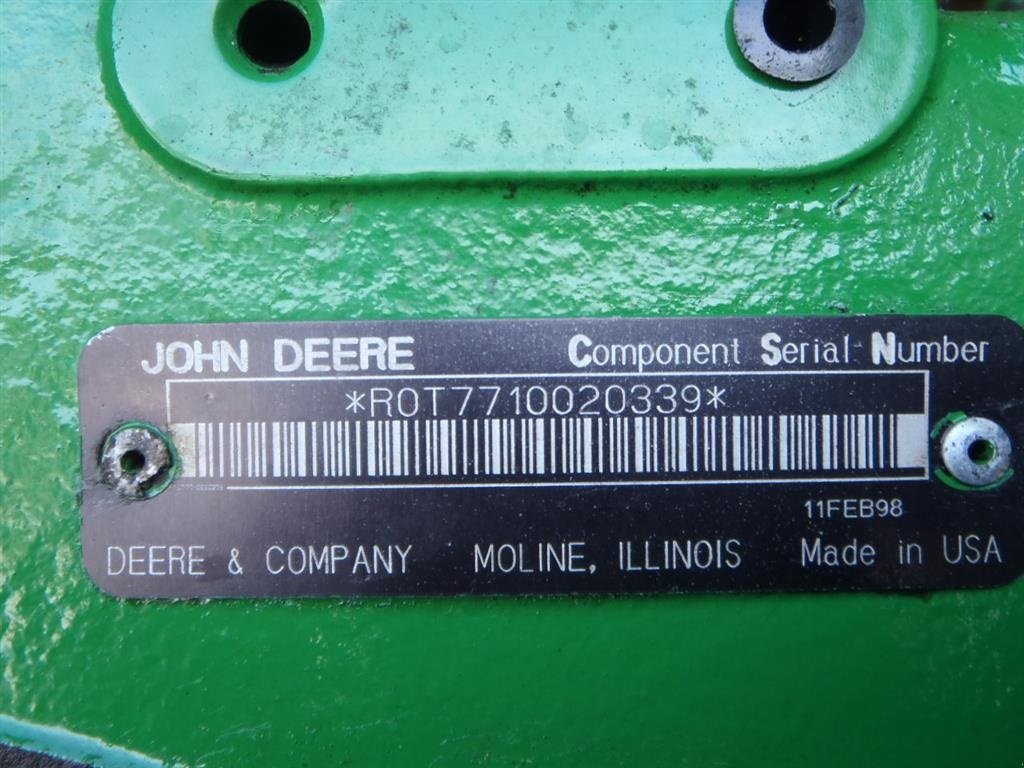 JOHN DEERE Component Serial Number
*R0T7710020339*
11FEB98
DEERE & COMPANY MOLINE, ILLINOIS Made in USA